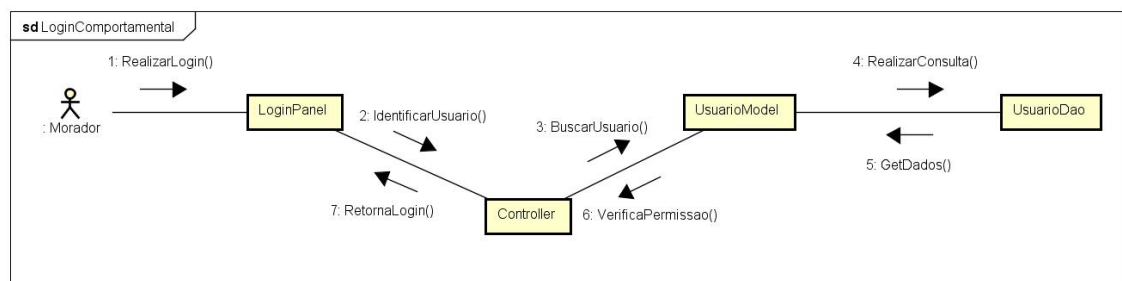 sd LoginComportamental
1: RealizarLogin()
4: RealizarConsulta()
: Morador
LoginPanel
UsuarioModel
UsuarioDao
2: IdentificarUsuario()
3: BuscarUsuario()
5: GetDados()
7: RetornaLogin()
Controller
6: VerificaPermissao()